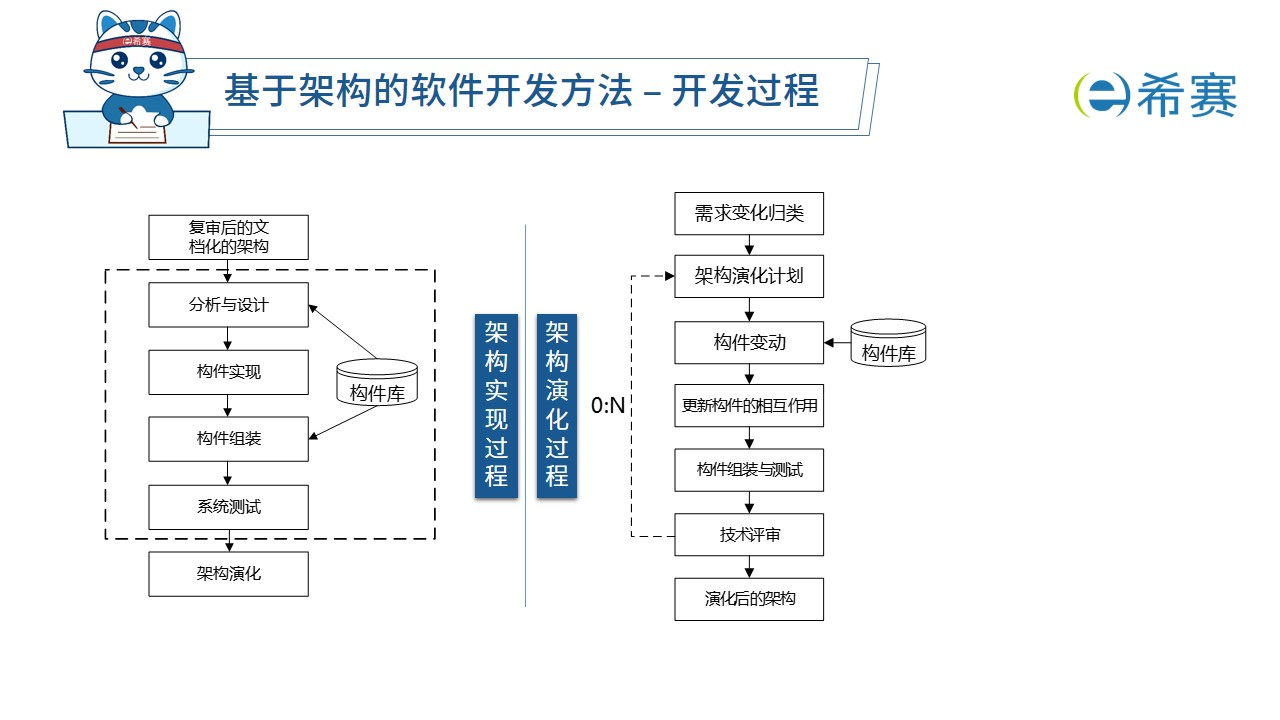 希赛
基于架构的软件开发方法 – 开发过程
希赛
复审后的文
档化的架构
分析与设计
构件实现
构件组装
系统测试
架构演化
构件库
架构实现过程
架构演化过程
0:N
需求变化归类
架构演化计划
构件变动
更新构件的相互作用
构件组装与测试
技术评审
演化后的架构
构件库